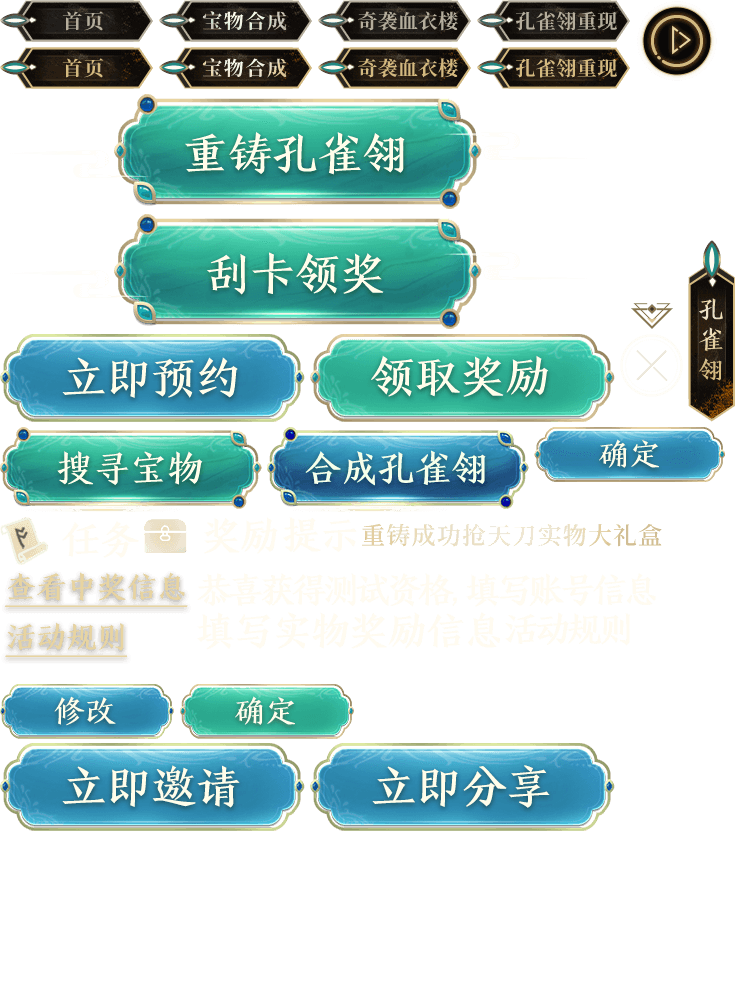 首页 宝物合成 奇袭血衣楼 孔雀翎重现
首页 宝物合成 奇袭血衣楼 孔雀翎重现
重铸孔雀翎
刮卡领奖
孔雀翎
立即预约 领取奖励
搜寻宝物 合成孔雀翎 确定
任务 奖励 提示 重铸成功抢天刀实物大礼盒
查看中奖信息 恭喜获得测试资格, 填写账号信息
活动规则 填写实物奖励信息 活动规则
修改 确定
立即邀请 立即分享